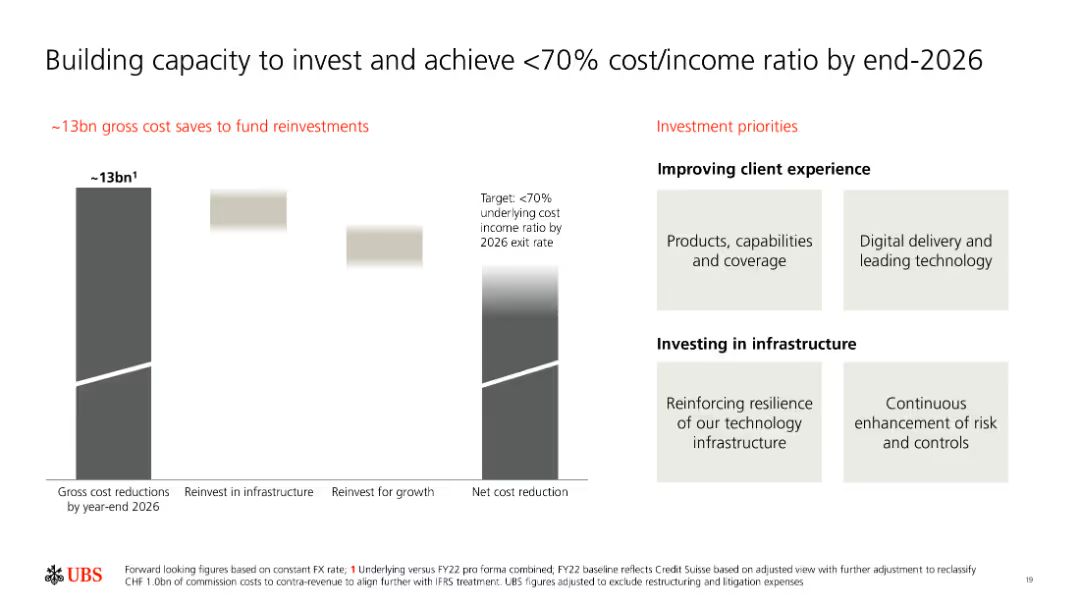 Building capacity to invest and achieve <70% cost/income ratio by end-2026
~13bn gross cost saves to fund reinvestments
~13bn¹
Target: <70%
underlying cost
income ratio by
2026 exit rate
Gross cost reductions
by year-end 2026
Reinvest in infrastructure
Reinvest for growth
Net cost reduction
Investment priorities
Improving client experience
Products, capabilities
and coverage
Digital delivery and
leading technology
Investing in infrastructure
Reinforcing resilience
of our technology
infrastructure
Continuous
enhancement of risk
and controls
UBS
Forward looking figures based on constant FX rate; 1 Underlying versus FY22 pro forma combined; FY22 baseline reflects Credit Suisse based on adjusted view with further adjustment to reclassify
CHF 1.0bn of commission costs to contra-revenue to align further with IFRS treatment. UBS figures adjusted to exclude restructuring and litigation expenses
19